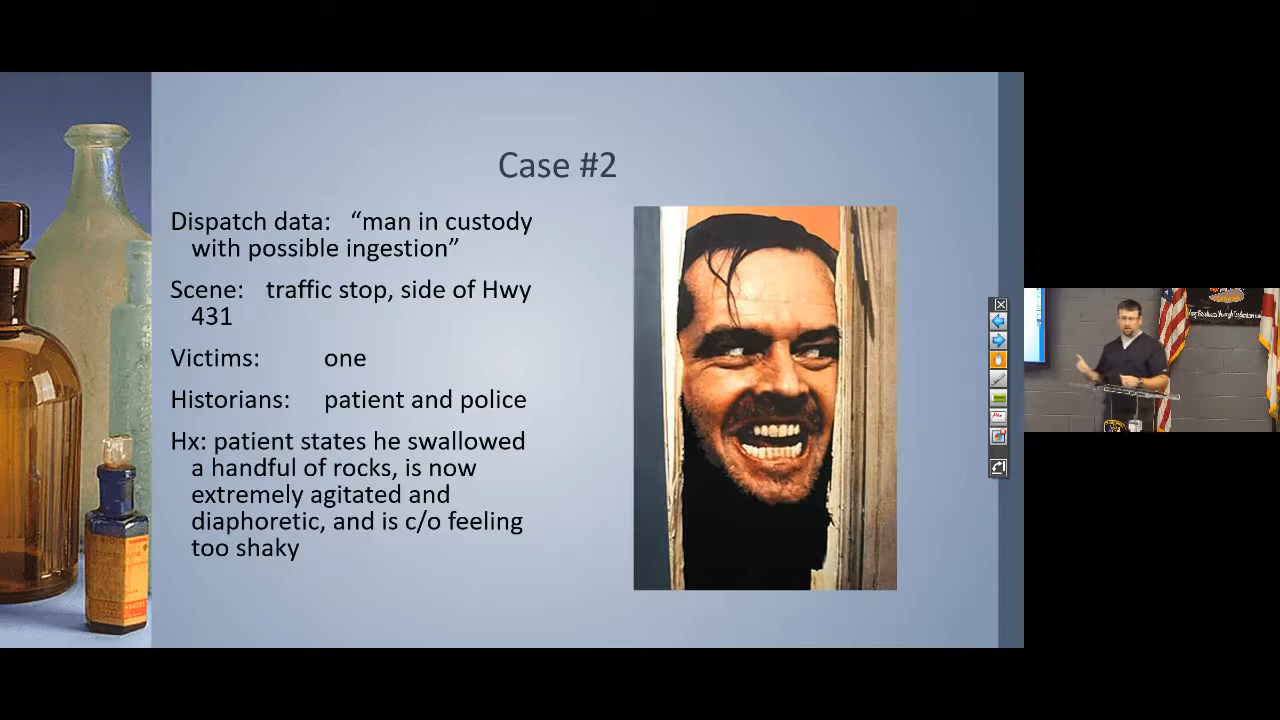 Case #2
Dispatch data: “man in custody
with possible ingestion”
Scene: traffic stop, side of Hwy
431
Victims: one
Historians: patient and police
Hx: patient states he swallowed
a handful of rocks, is now
extremely agitated and
diaphoretic, and is c/o feeling
too shaky